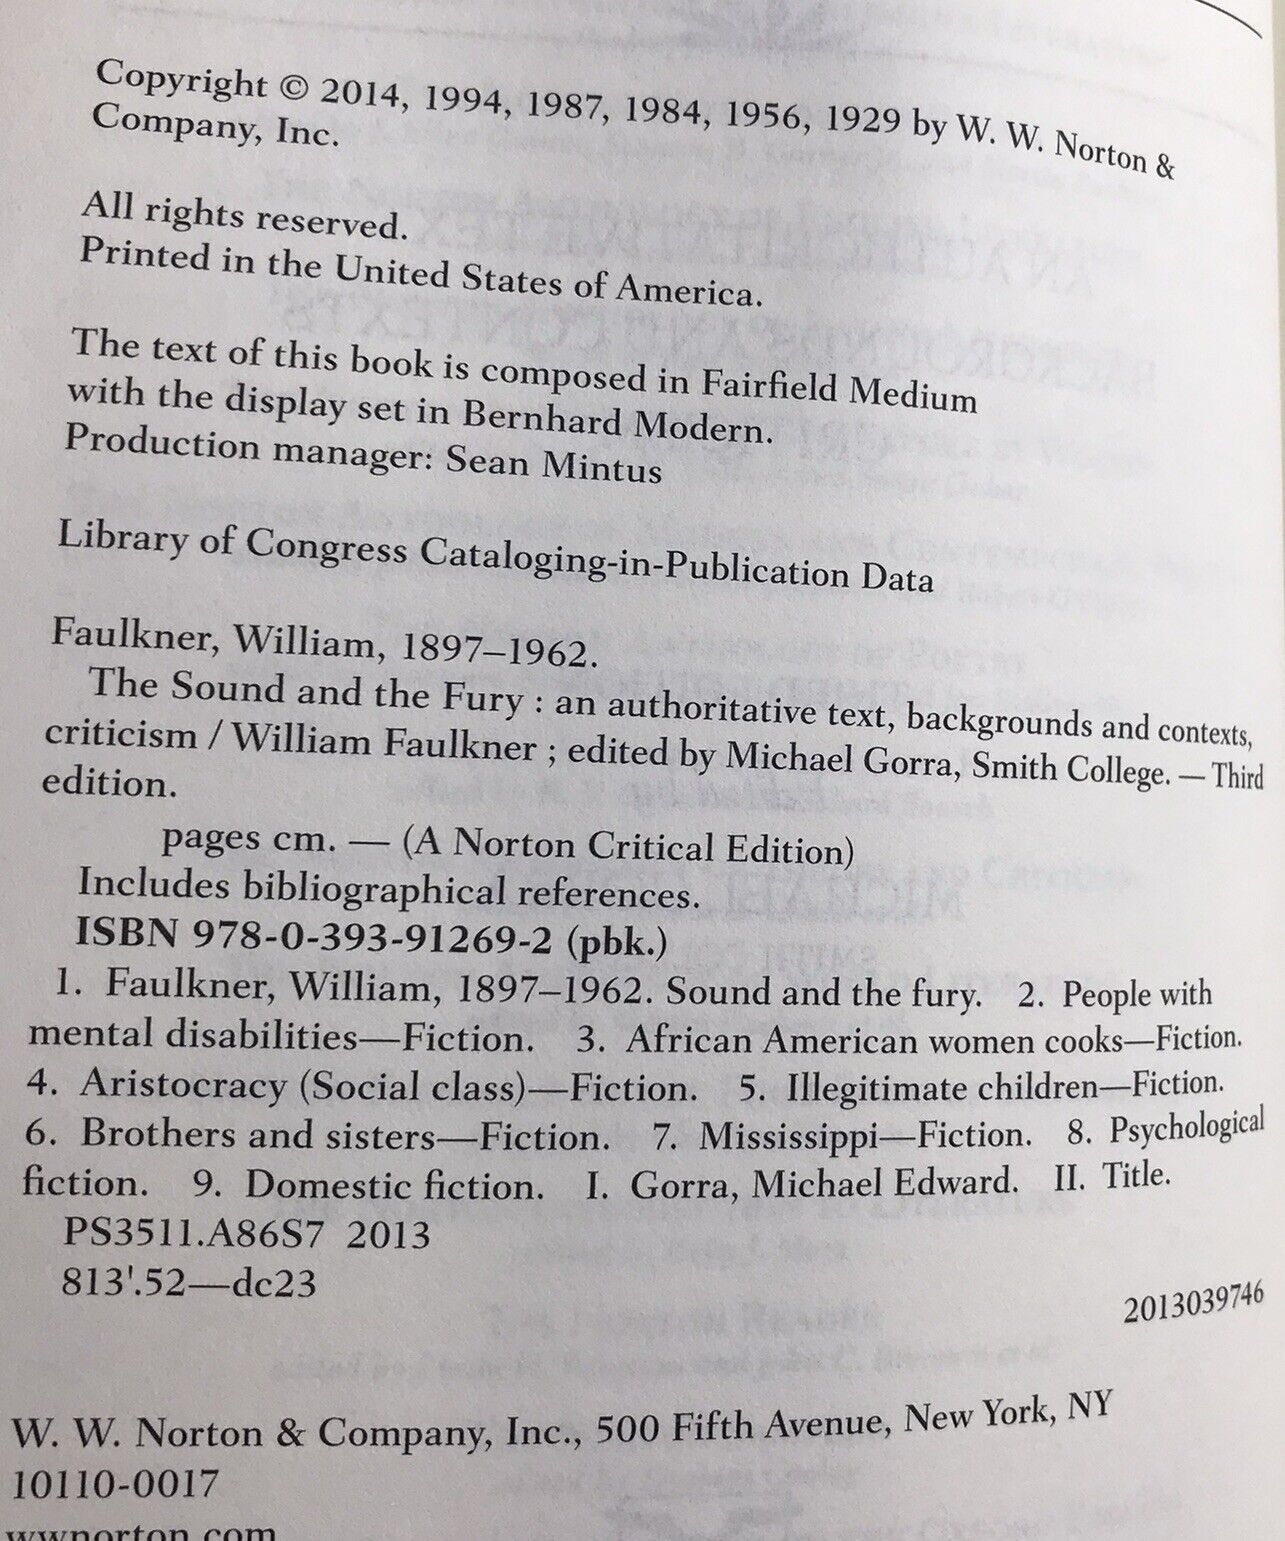 Copyright © 2014, 1994, 1987, 1984, 1956, 1929 by W. W. Norton &
Company, Inc.
All rights reserved.
Printed in the United States of America.
The text of this book is composed in Fairfield Medium
with the display set in Bernhard Modern.
Production manager: Sean Mintus
Library of Congress Cataloging-in-Publication Data
Faulkner, William, 1897–1962.
The Sound and the Fury : an authoritative text, backgrounds and contexts,
criticism / William Faulkner ; edited by Michael Gorra, Smith College. — Third
edition.
pages cm. — (A Norton Critical Edition)
Includes bibliographical references.
ISBN 978-0-393-91269-2 (pbk.)
1. Faulkner, William, 1897–1962. Sound and the fury. 2. People with
mental disabilities—Fiction. 3. African American women cooks—Fiction.
4. Aristocracy (Social class)—Fiction. 5. Illegitimate children—Fiction.
6. Brothers and sisters—Fiction. 7. Mississippi—Fiction. 8. Psychological
fiction. 9. Domestic fiction. I. Gorra, Michael Edward. II. Title.
PS3511.A86S7 2013
813'.52—dc23
2013039746
W. W. Norton & Company, Inc., 500 Fifth Avenue, New York, NY
10110-0017
wwnorton.com